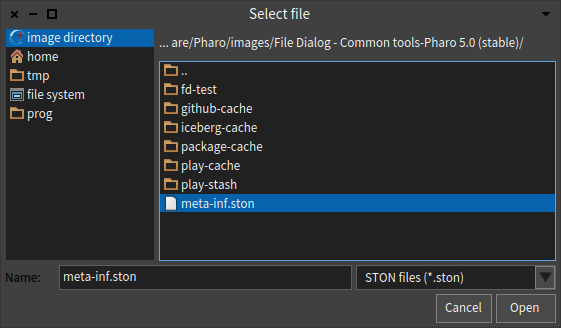 Select file
image directory
home
tmp
file system
prog
... are/Pharo/images/File Dialog - Common tools-Pharo 5.0 (stable)/
..
fd-test
github-cache
iceberg-cache
package-cache
play-cache
play-stash
meta-inf.ston
Name: meta-inf.ston STON files (*.ston)
Cancel Open